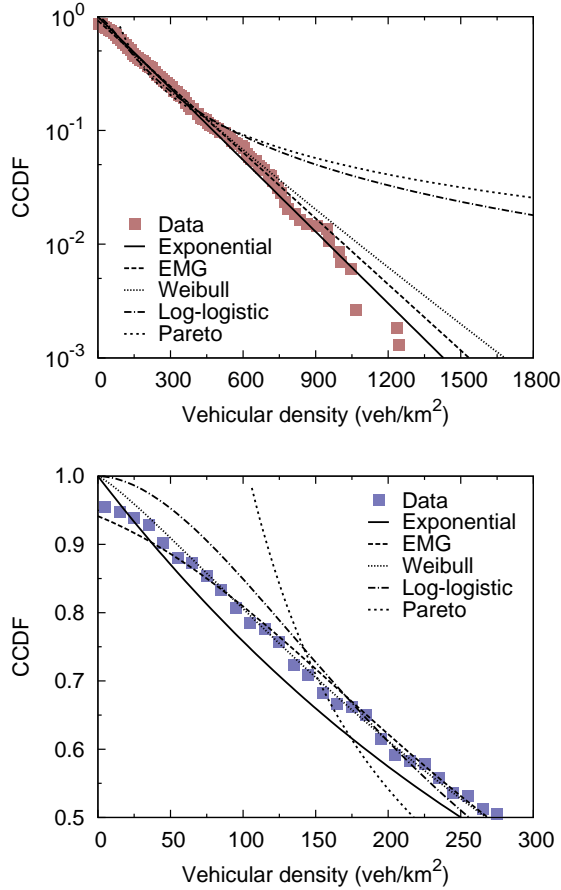 10^0
10^-1
10^-2
10^-3
CCDF
Data
Exponential
EMG
Weibull
Log-logistic
Pareto
0 300 600 900 1200 1500 1800
Vehicular density (veh/km^2)
1.0
0.9
0.8
0.7
0.6
0.5
CCDF
Data
Exponential
EMG
Weibull
Log-logistic
Pareto
0 50 100 150 200 250 300
Vehicular density (veh/km^2)